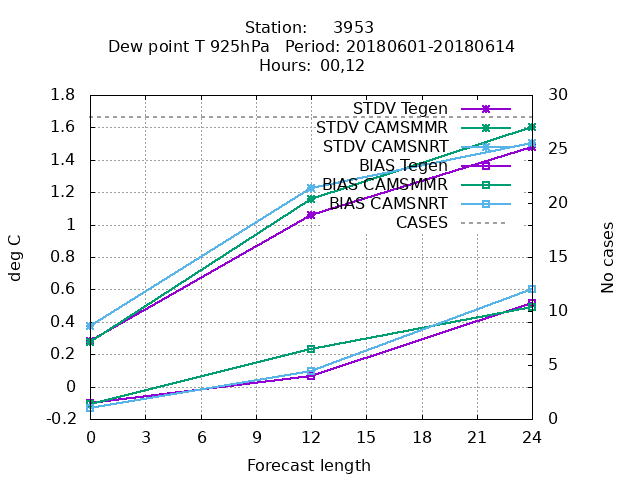 Station: 3953
Dew point T 925hPa Period: 20180601-20180614
Hours: 00,12
1.8
1.6
1.4
1.2
1
0.8
0.6
0.4
0.2
0
-0.2
deg C
STDV Tegen
STDV CAMSMMR
STDV CAMSNRT
BIAS Tegen
BIAS CAMSMMR
BIAS CAMSNRT
CASES
30
25
20
15
10
5
0
No cases
0 3 6 9 12 15 18 21 24
Forecast length